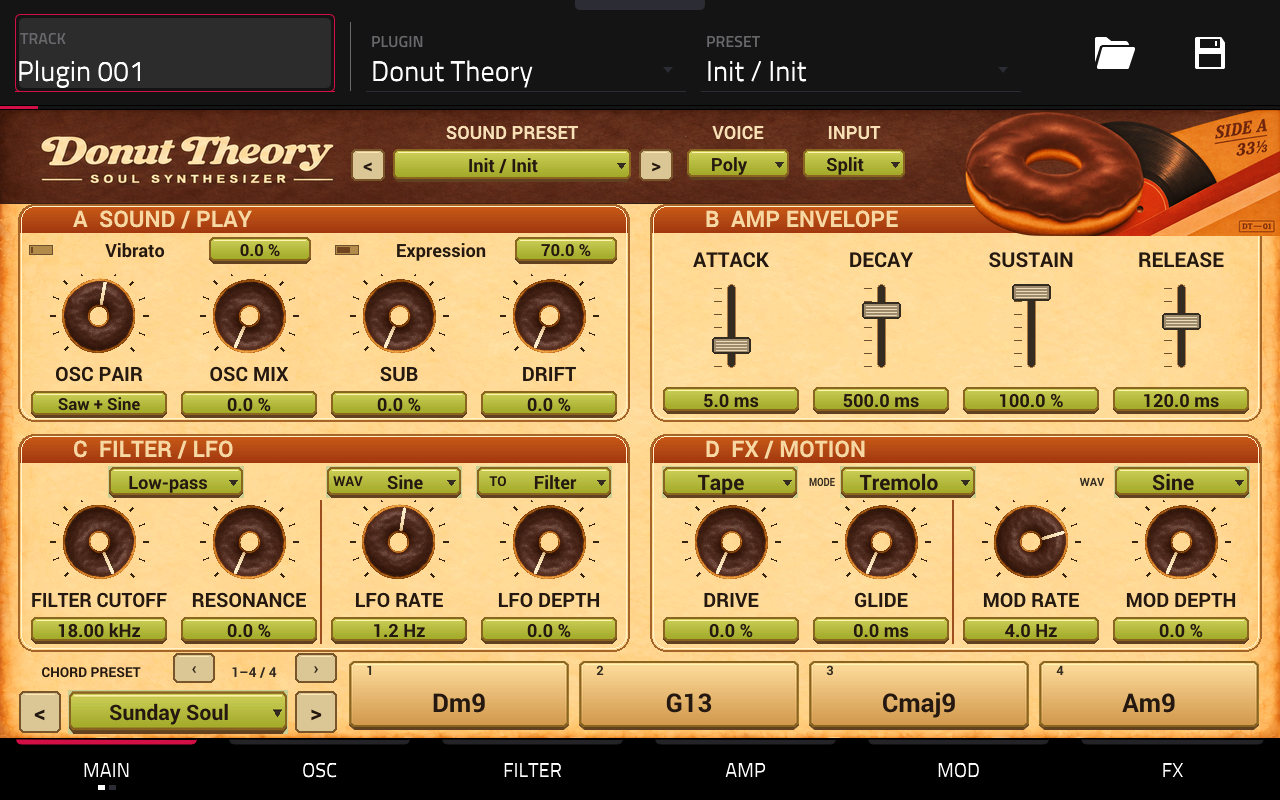 TRACK
Plugin 001
PLUGIN
Donut Theory
PRESET
Init / Init
Donut Theory
SOUL SYNTHESIZER
SOUND PRESET
< Init / Init >
VOICE
Poly
INPUT
Split
SIDE A
33⅓
DT—01
A SOUND / PLAY
Vibrato 0.0 % Expression 70.0 %
OSC PAIR OSC MIX SUB DRIFT
Saw + Sine 0.0 % 0.0 % 0.0 %
B AMP ENVELOPE
ATTACK DECAY SUSTAIN RELEASE
5.0 ms 500.0 ms 100.0 % 120.0 ms
C FILTER / LFO
Low-pass WAV Sine TO Filter
FILTER CUTOFF RESONANCE LFO RATE LFO DEPTH
18.00 kHz 0.0 % 1.2 Hz 0.0 %
D FX / MOTION
Tape MODE Tremolo WAV Sine
DRIVE GLIDE MOD RATE MOD DEPTH
0.0 % 0.0 ms 4.0 Hz 0.0 %
CHORD PRESET ‹ 1–4 / 4 ›
< Sunday Soul >
1 Dm9
2 G13
3 Cmaj9
4 Am9
MAIN OSC FILTER AMP MOD FX